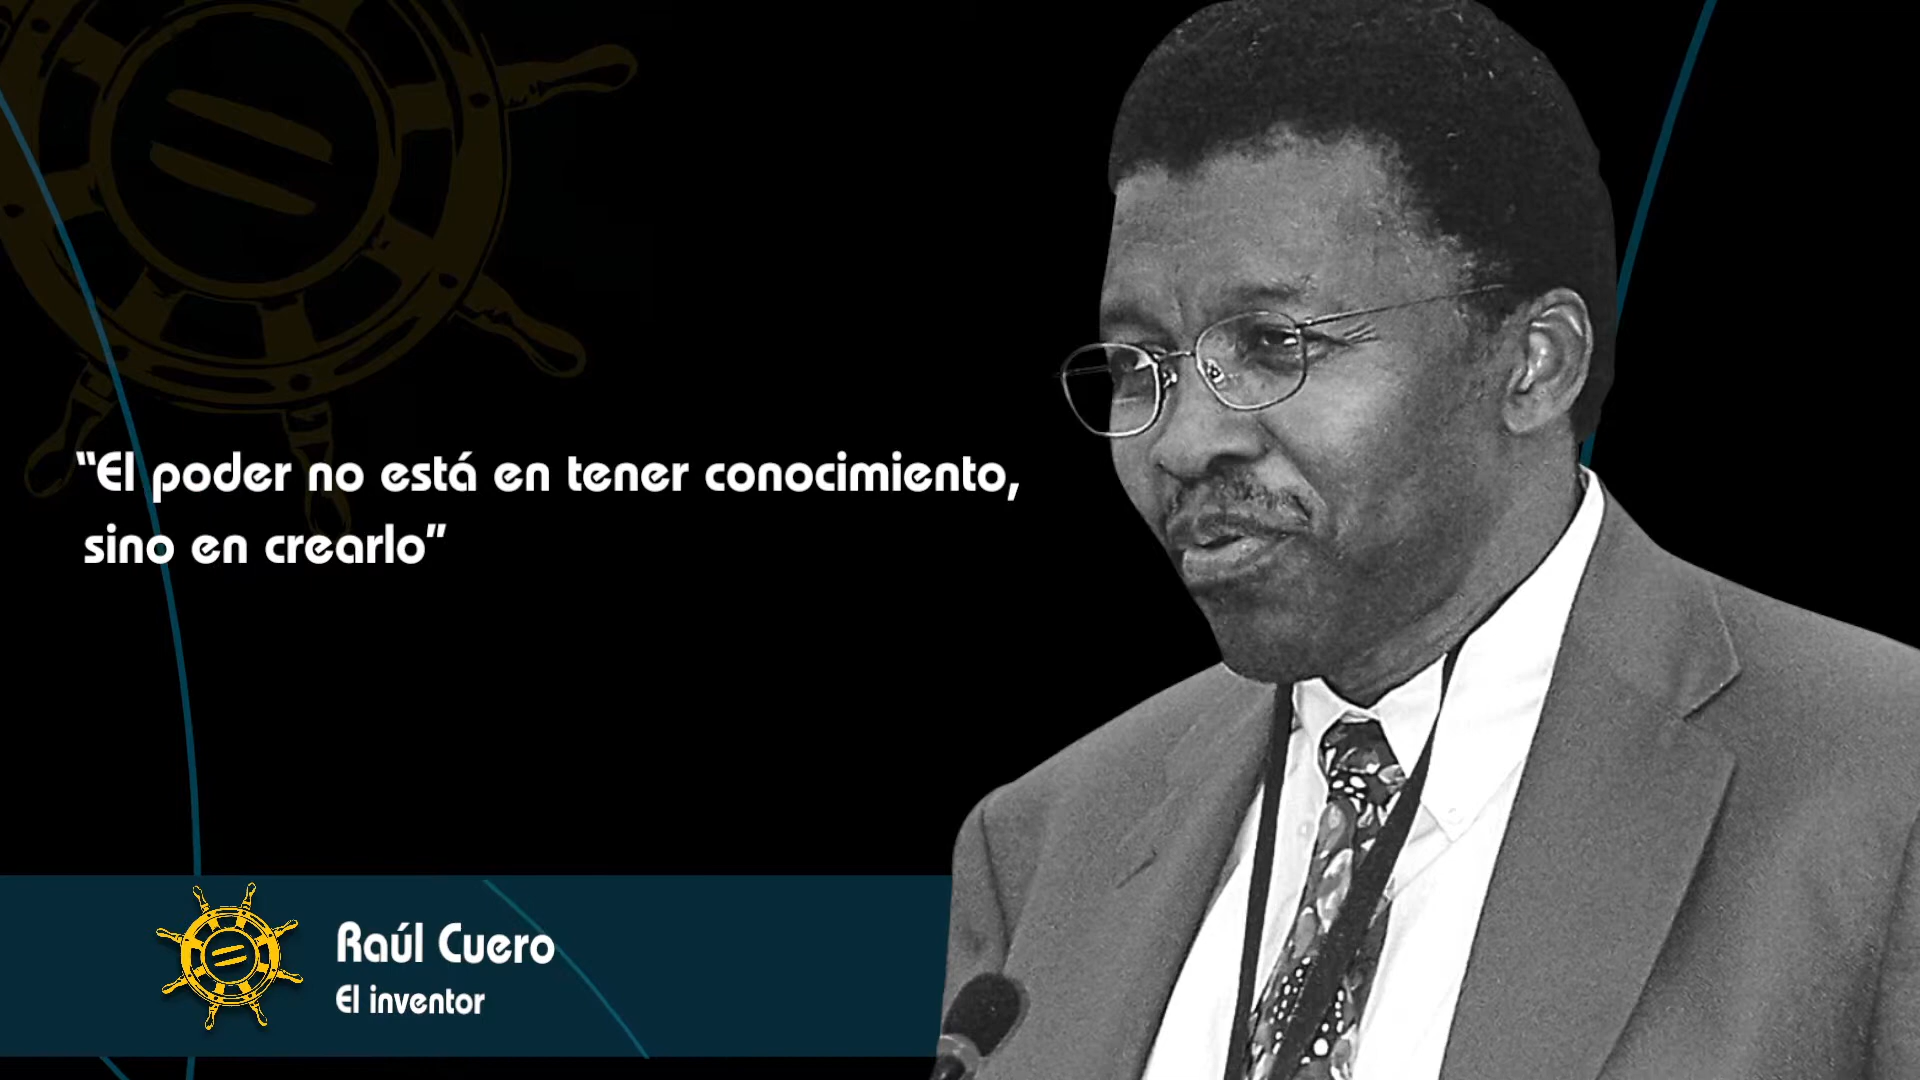 “El poder no está en tener conocimiento,
sino en crearlo”
Raúl Cuero
El inventor